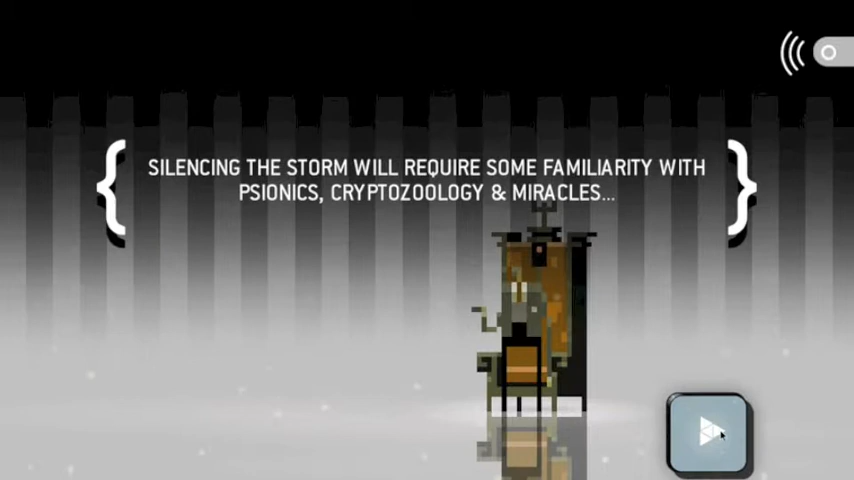 SILENCING THE STORM WILL REQUIRE SOME FAMILIARITY WITH
PSIONICS, CRYPTOZOOLOGY & MIRACLES...